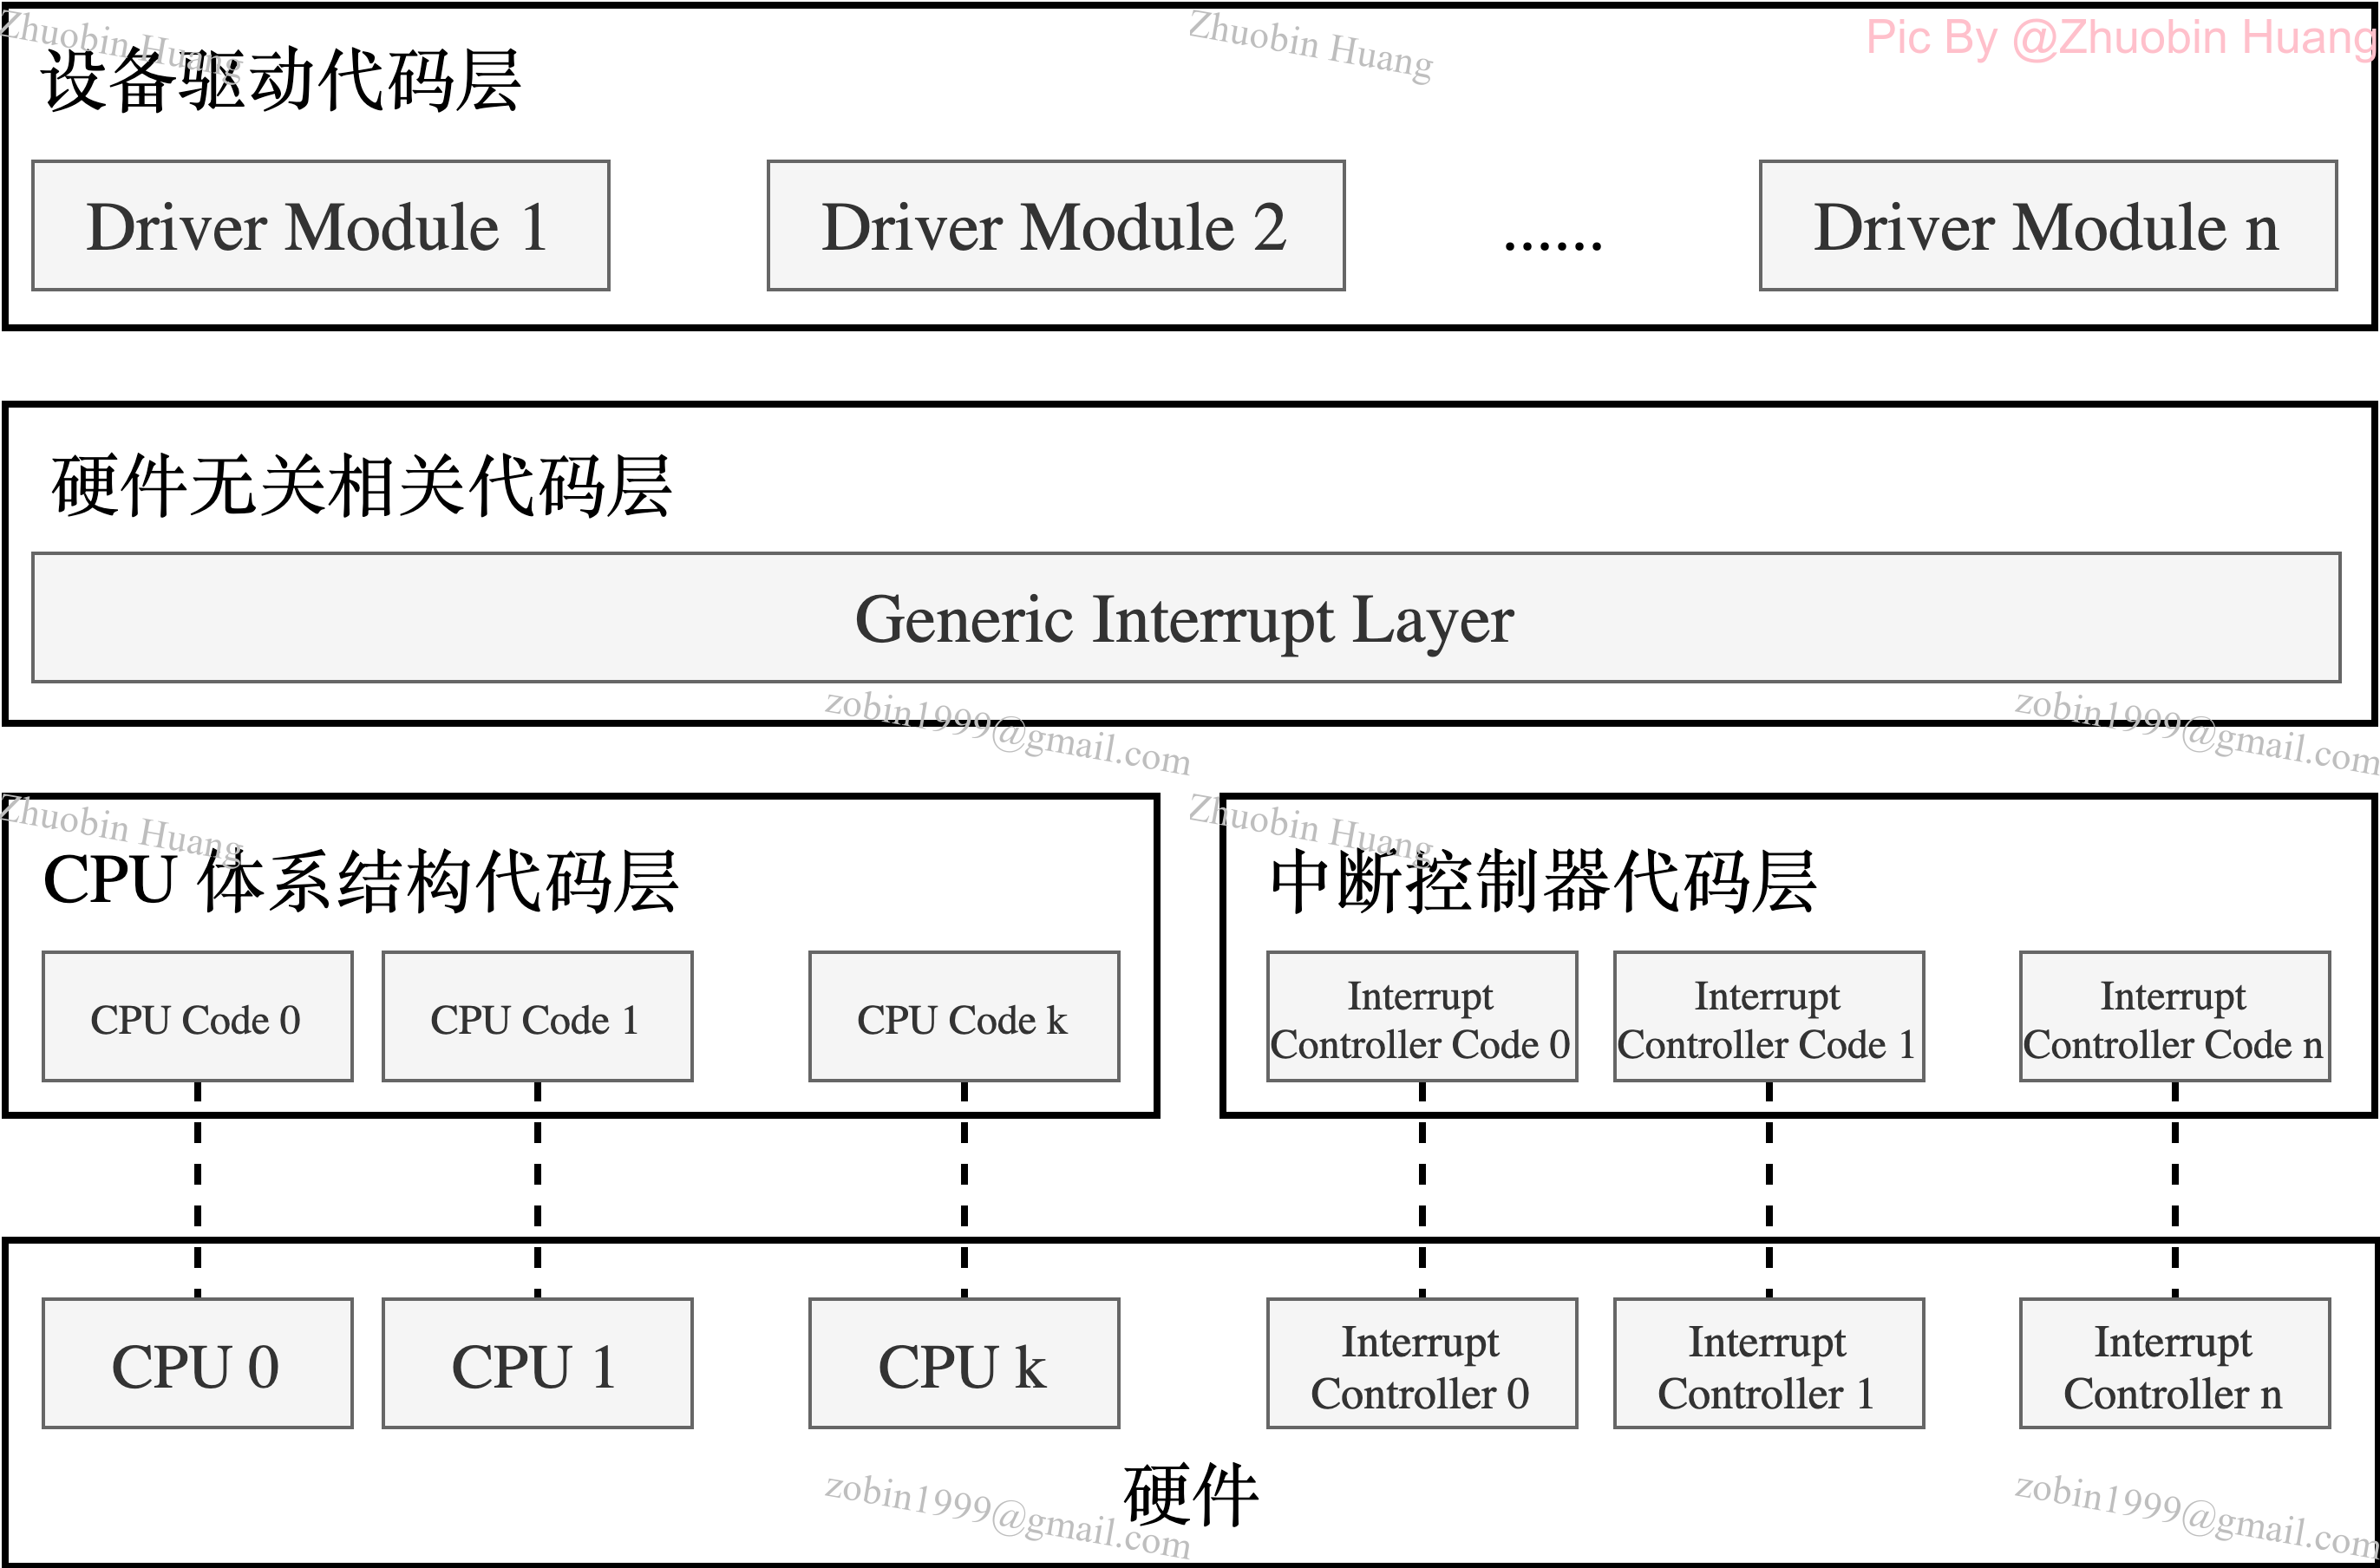 Zhuobin Huang
Zhuobin Huang
Pic By @Zhuobin Huang
设备驱动代码层
Driver Module 1
Driver Module 2
......
Driver Module n
硬件无关相关代码层
Generic Interrupt Layer
zobin1999@gmail.com
zobin1999@gmail.com
Zhuobin Huang
Zhuobin Huang
CPU 体系结构代码层
CPU Code 0
CPU Code 1
CPU Code k
中断控制器代码层
Interrupt
Controller Code 0
Interrupt
Controller Code 1
Interrupt
Controller Code n
CPU 0
CPU 1
CPU k
Interrupt
Controller 0
Interrupt
Controller 1
Interrupt
Controller n
硬件
zobin1999@gmail.com
zobin1999@gmail.com